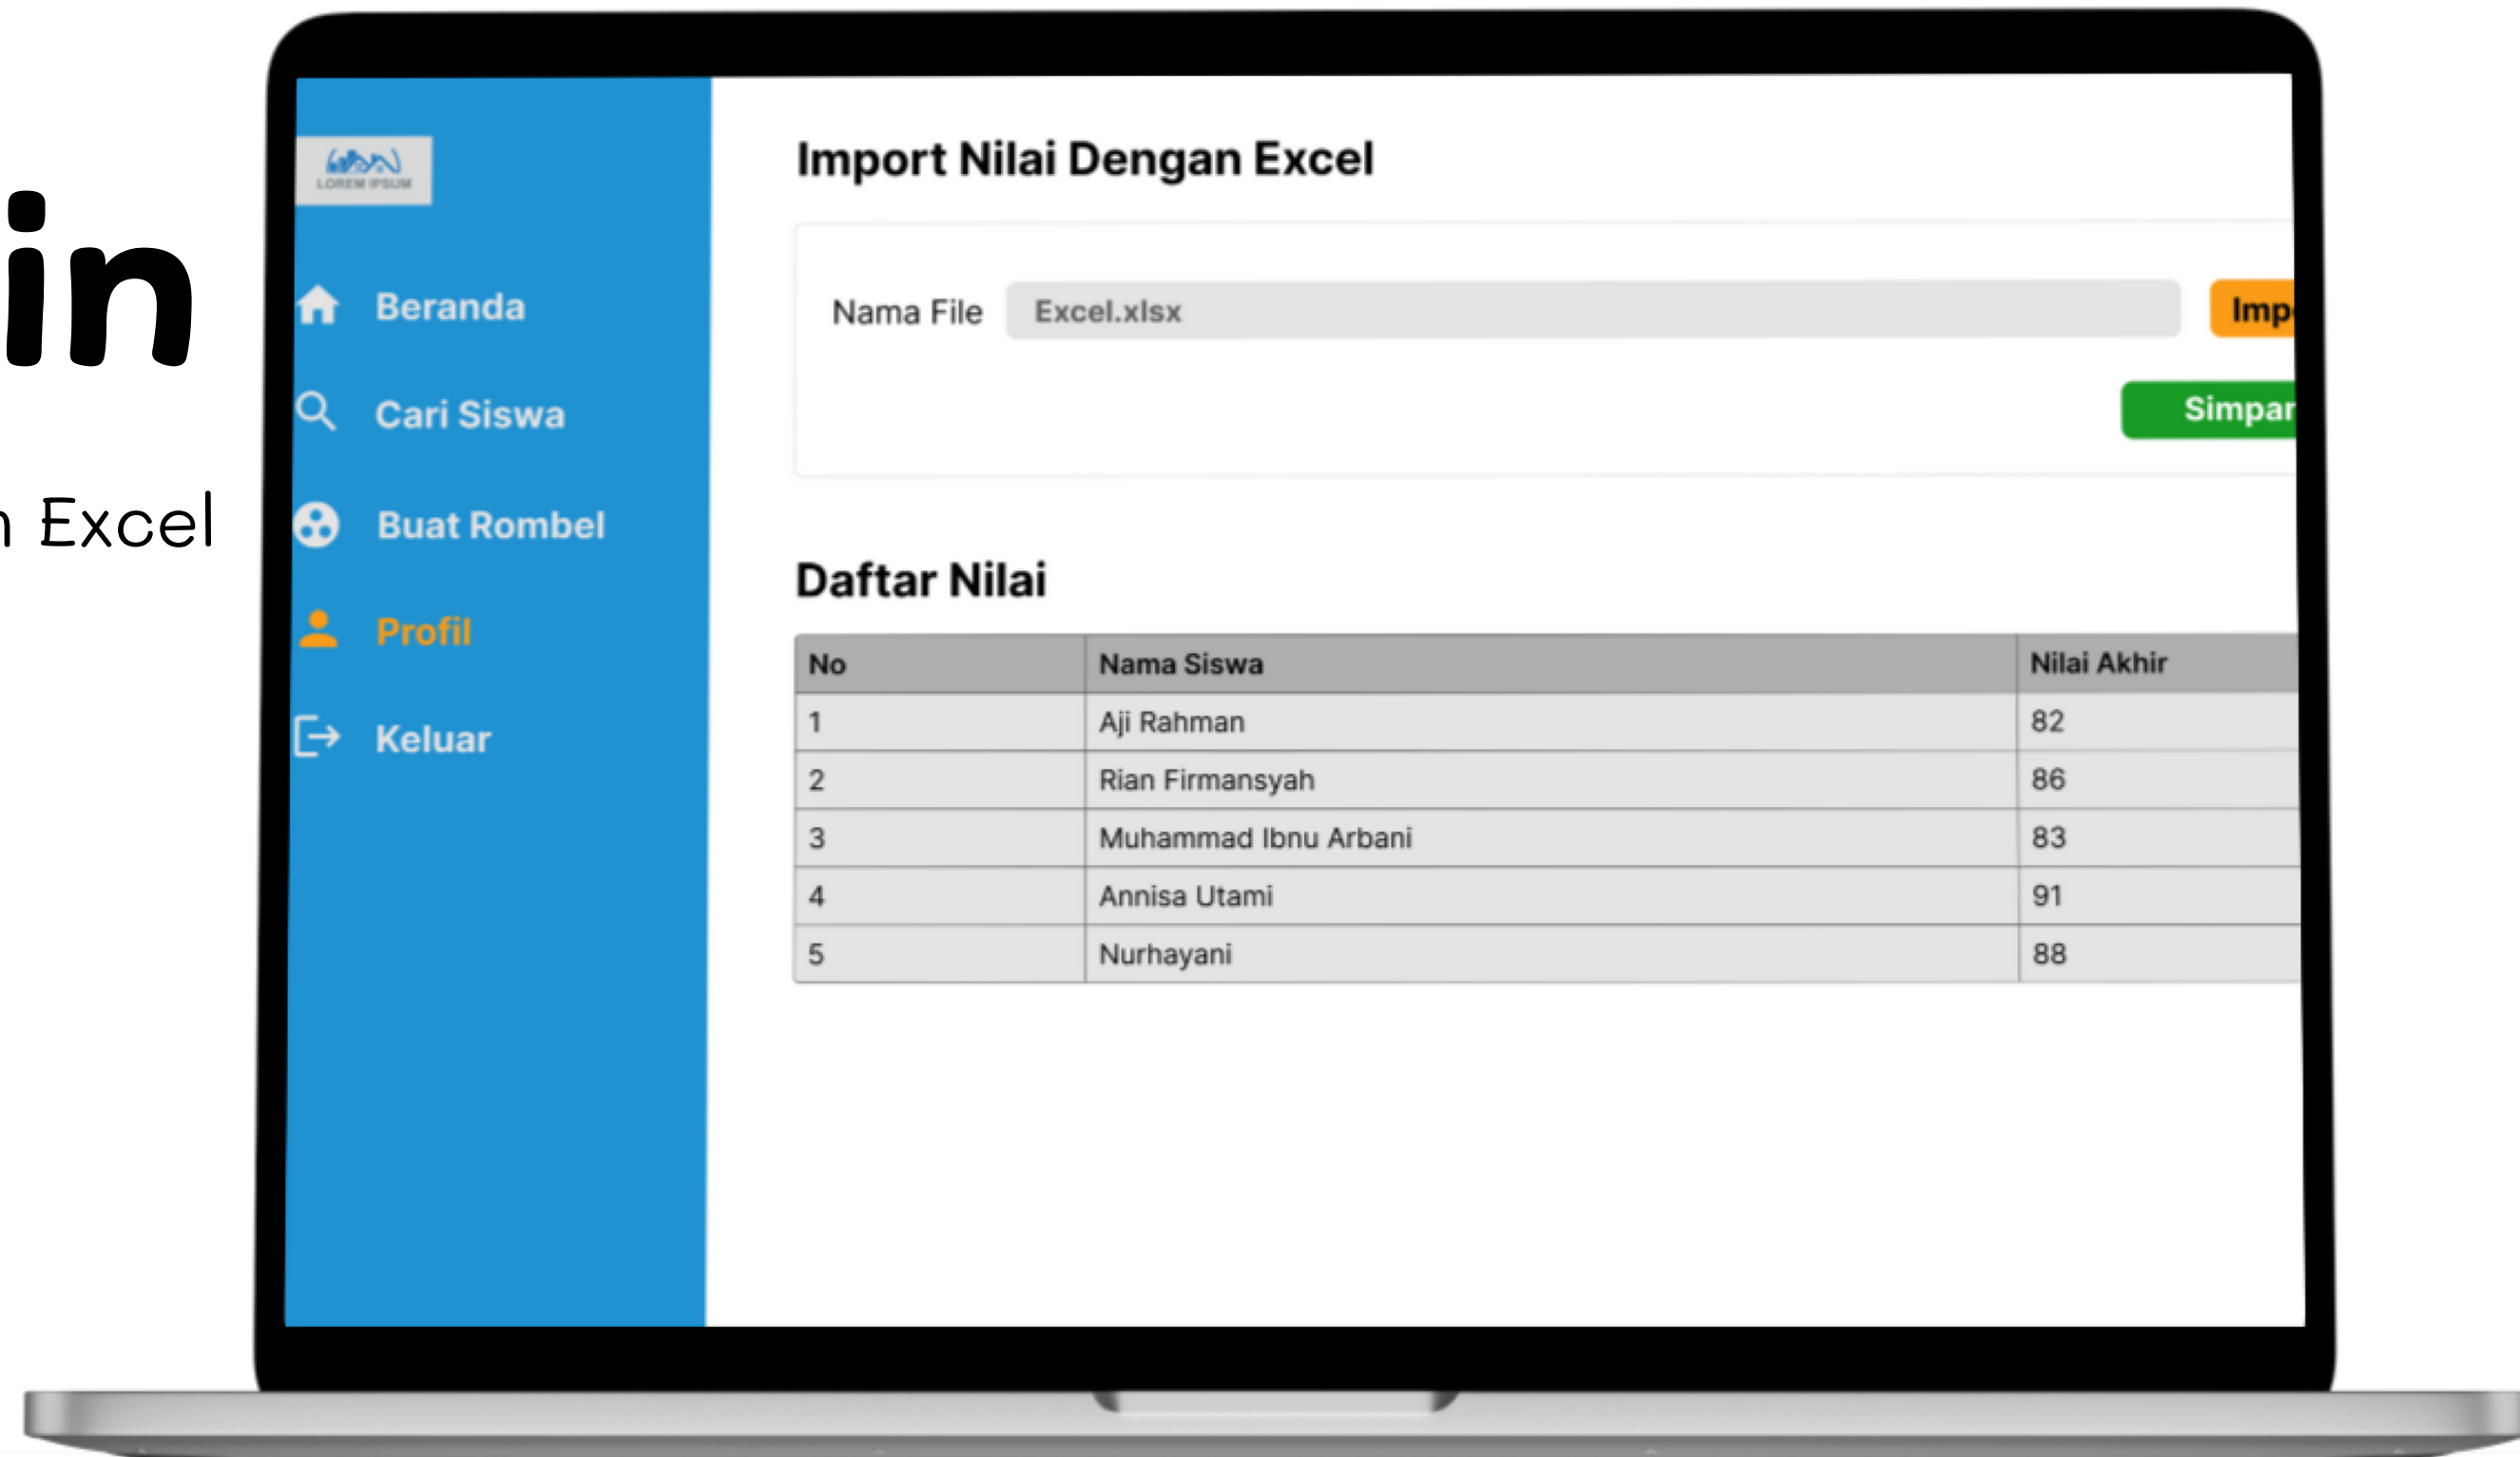 in
n Excel
LOREM IPSUM
Beranda
Cari Siswa
Buat Rombel
Profil
Keluar
Import Nilai Dengan Excel
Nama File Excel.xlsx Imp
Simpan
Daftar Nilai
No Nama Siswa Nilai Akhir
1 Aji Rahman 82
2 Rian Firmansyah 86
3 Muhammad Ibnu Arbani 83
4 Annisa Utami 91
5 Nurhayani 88